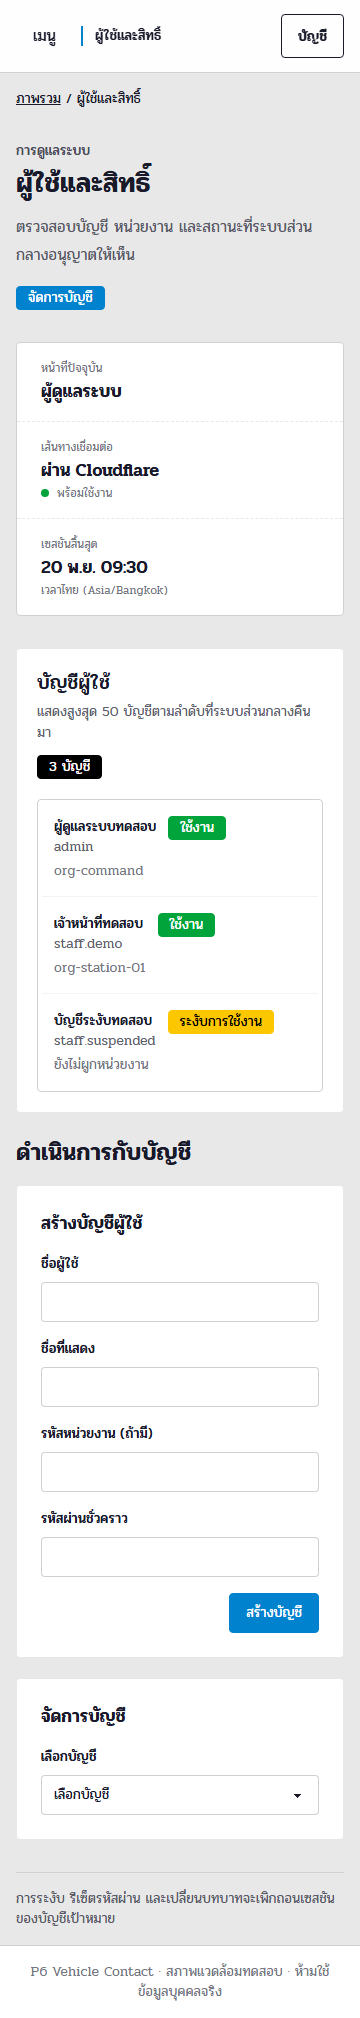 เมนู
ผู้ใช้และสิทธิ์
บัญชี
ภาพรวม / ผู้ใช้และสิทธิ์
การดูแลระบบ
ผู้ใช้และสิทธิ์
ตรวจสอบบัญชี หน่วยงาน และสถานะที่ระบบส่วน
กลางอนุญาตให้เห็น
จัดการบัญชี
หน้าที่ปัจจุบัน
ผู้ดูแลระบบ
เส้นทางเชื่อมต่อ
ผ่าน Cloudflare
พร้อมใช้งาน
เซสชันสิ้นสุด
20 พ.ย. 09:30
เวลาไทย (Asia/Bangkok)
บัญชีผู้ใช้
แสดงสูงสุด 50 บัญชีตามลำดับที่ระบบส่วนกลางคืน
มา
3 บัญชี
ผู้ดูแลระบบทดสอบ ใช้งาน
admin
org-command
เจ้าหน้าที่ทดสอบ ใช้งาน
staff.demo
org-station-01
บัญชีระงับทดสอบ ระงับการใช้งาน
staff.suspended
ยังไม่ผูกหน่วยงาน
ดำเนินการกับบัญชี
สร้างบัญชีผู้ใช้
ชื่อผู้ใช้
ชื่อที่แสดง
รหัสหน่วยงาน (ถ้ามี)
รหัสผ่านชั่วคราว
สร้างบัญชี
จัดการบัญชี
เลือกบัญชี
เลือกบัญชี
การระงับ รีเซ็ตรหัสผ่าน และเปลี่ยนบทบาทจะเพิกถอนเซสชัน
ของบัญชีเป้าหมาย
P6 Vehicle Contact · สภาพแวดล้อมทดสอบ · ห้ามใช้
ข้อมูลบุคคลจริง